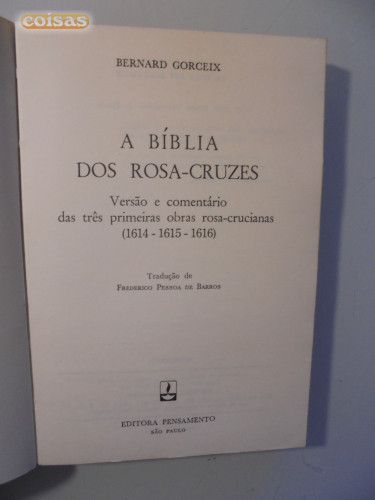 coisas
BERNARD GORCEIX
A BÍBLIA
DOS ROSA-CRUZES
Versão e comentário
das três primeiras obras rosa-crucianas
(1614 - 1615 - 1616)
Tradução de
FREDERICO PESSOA DE BARROS
EDITORA PENSAMENTO
SÃO PAULO